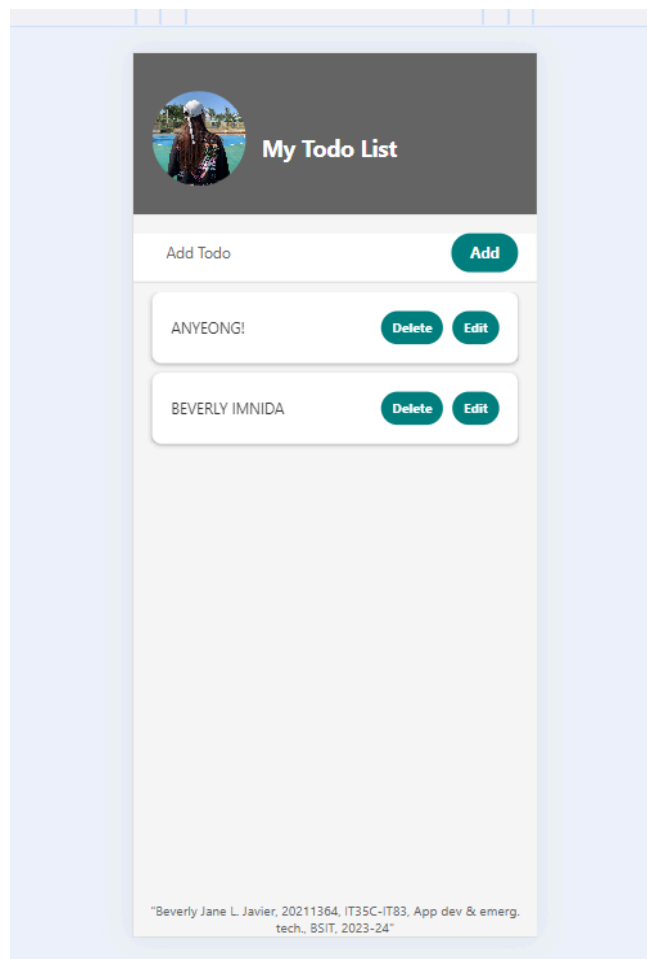 My Todo List
Add Todo
Add
ANYEONG!
Delete
Edit
BEVERLY IMNIDA
Delete
Edit
"Beverly Jane L. Javier, 20211364, IT35C-IT83, App dev & emerg.
tech., BSIT, 2023-24"